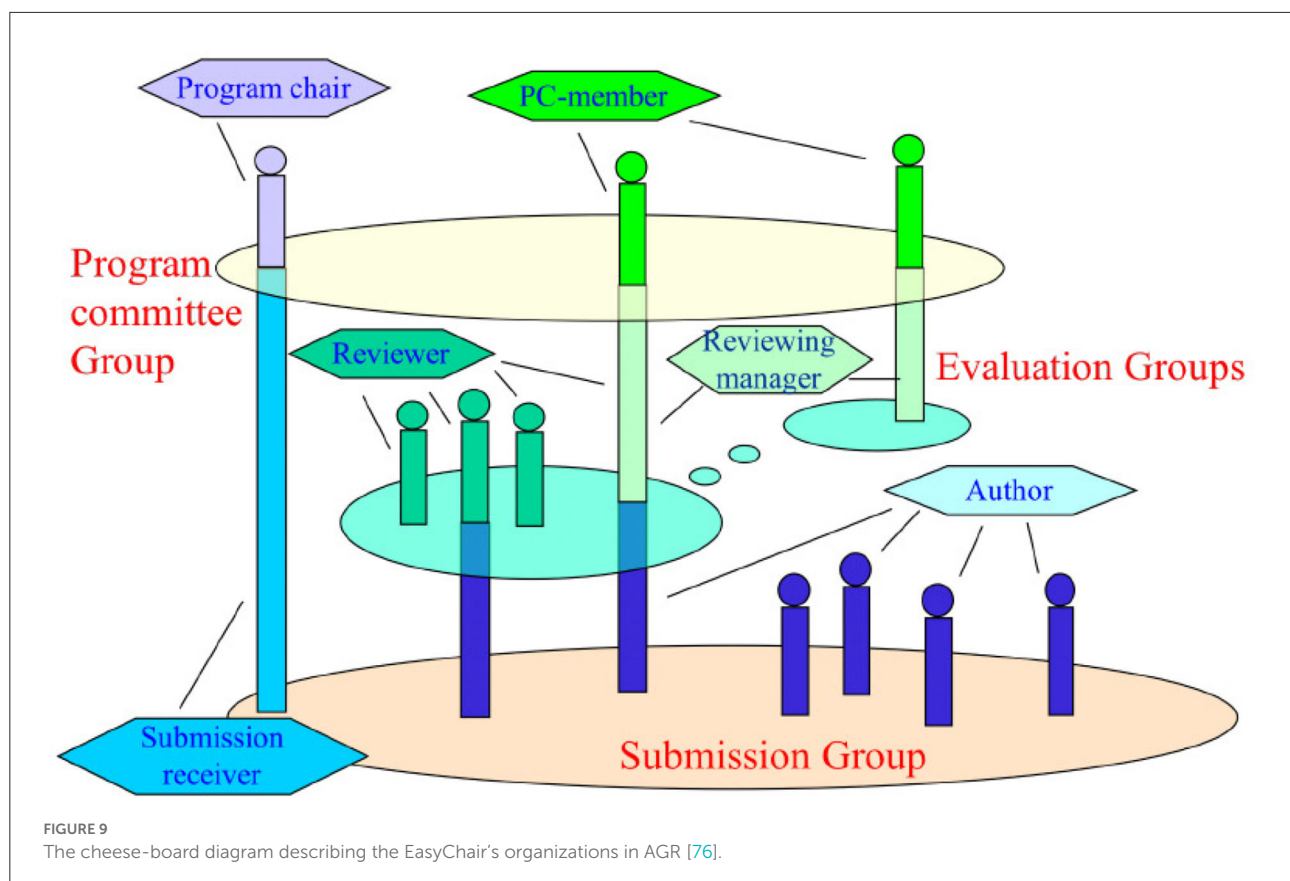 Program chair
PC-member
Program
committee
Group
Reviewer
Reviewing
manager
Evaluation Groups
Author
Submission
receiver
Submission Group
FIGURE 9
The cheese-board diagram describing the EasyChair's organizations in AGR [76].